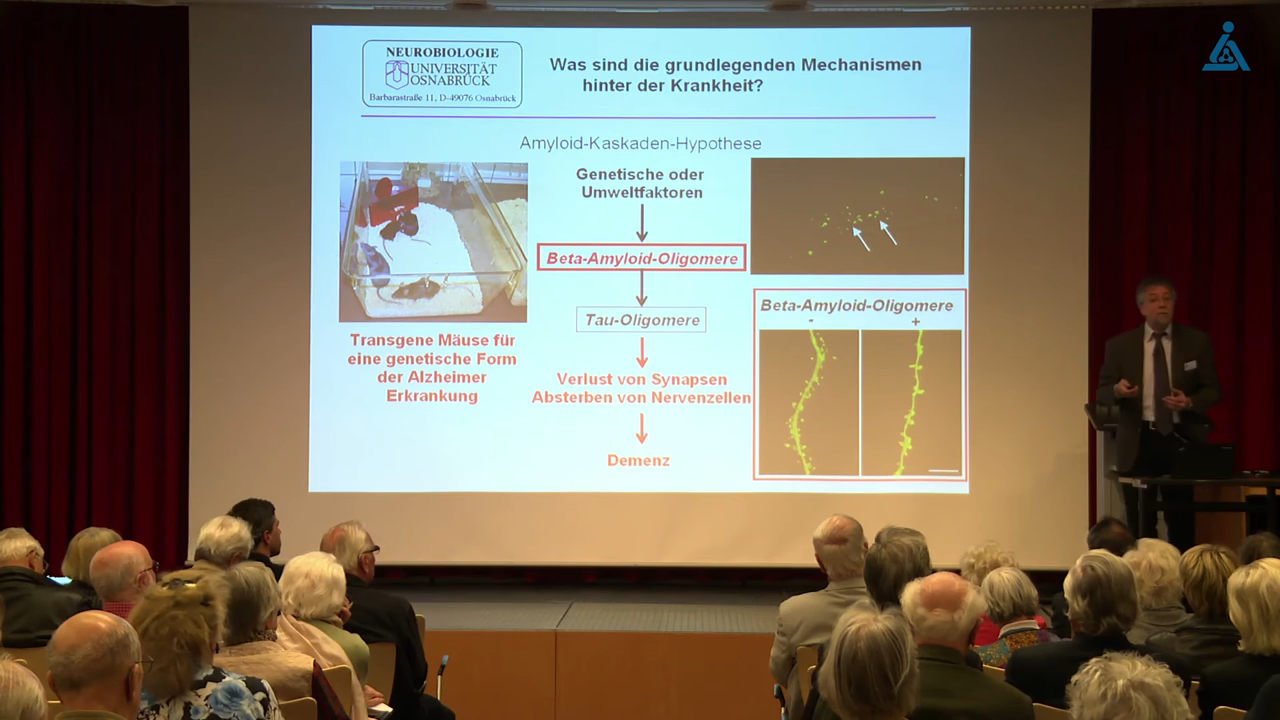 NEUROBIOLOGIE
UNIVERSITÄT
OSNABRÜCK
Barbarastraße 11, D-49076 Osnabrück
Was sind die grundlegenden Mechanismen
hinter der Krankheit?
Amyloid-Kaskaden-Hypothese
Genetische oder
Umweltfaktoren
Beta-Amyloid-Oligomere
Tau-Oligomere
Verlust von Synapsen
Absterben von Nervenzellen
Demenz
Transgene Mäuse für
eine genetische Form
der Alzheimer
Erkrankung
Beta-Amyloid-Oligomere
- +